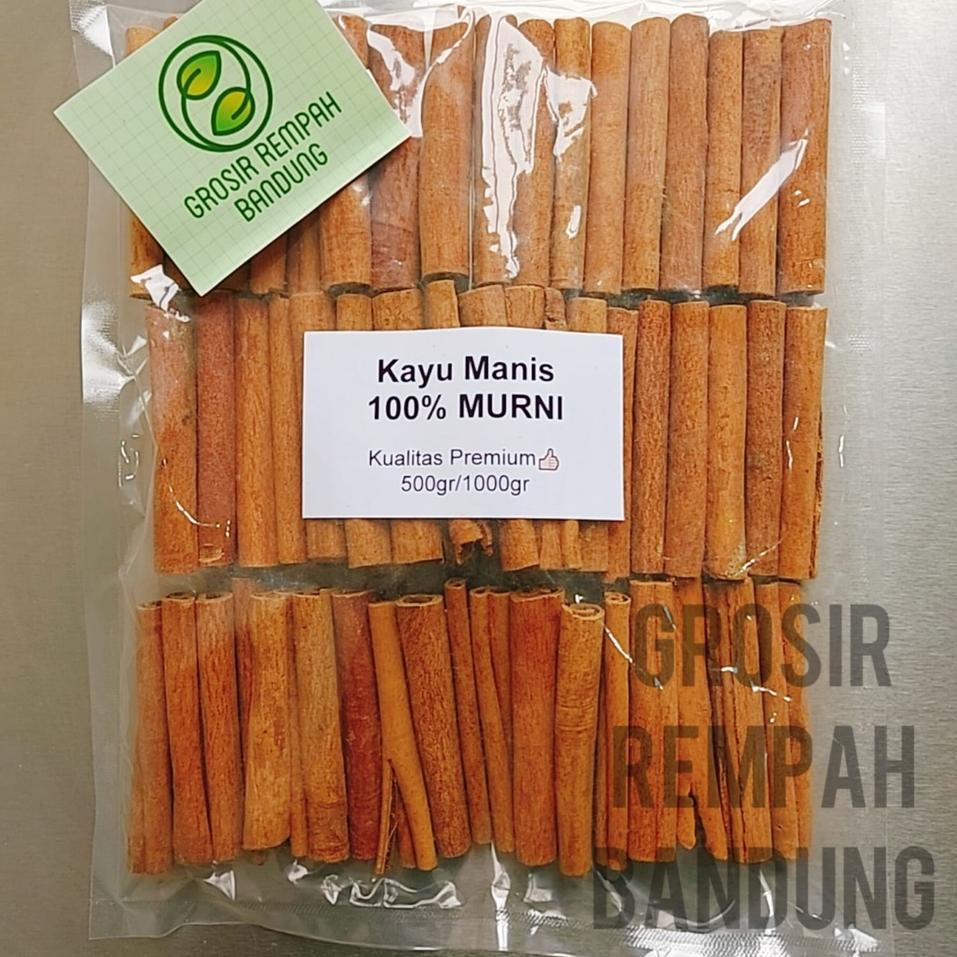 GROSIR REMPAH
BANDUNG
Kayu Manis
100% MURNI
Kualitas Premium👍
500gr/1000gr
GROSIR
REMPAH
BANDUNG